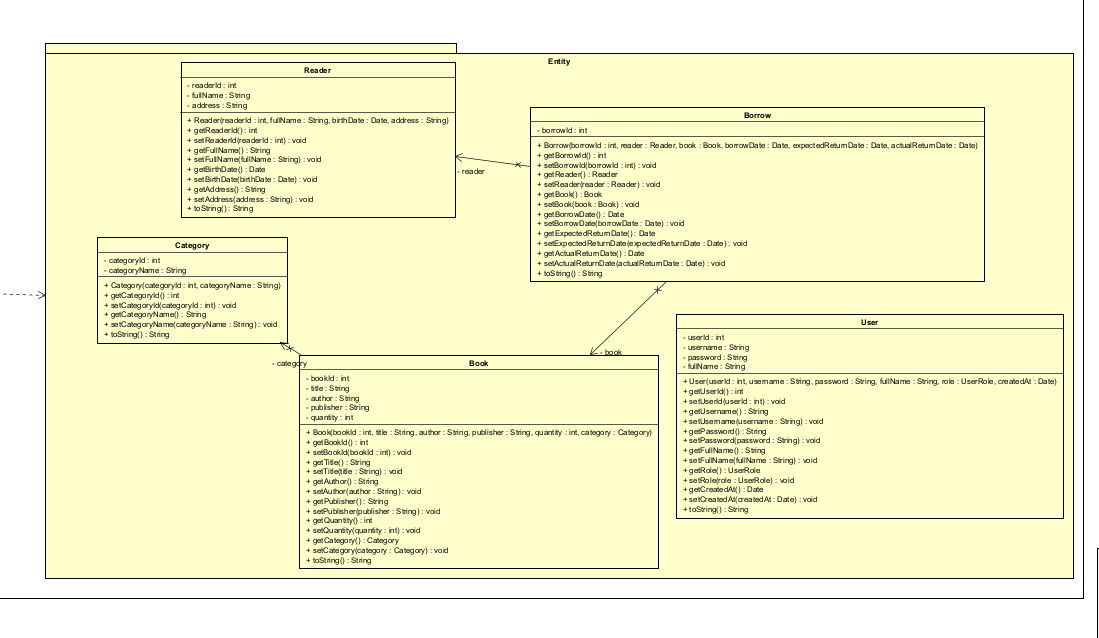 Entity
Reader
- readerId : int
- fullName : String
- address : String
+ Reader(readerId : int, fullName : String, birthDate : Date, address : String)
+ getReaderId() : int
+ setReaderId(readerId : int) : void
+ getFullName() : String
+ setFullName(fullName : String) : void
+ getBirthDate() : Date
+ setBirthDate(birthDate : Date) : void
+ getAddress() : String
+ setAddress(address : String) : void
+ toString() : String
- reader
Borrow
- borrowId : int
+ Borrow(borrowId : int, reader : Reader, book : Book, borrowDate : Date, expectedReturnDate : Date, actualReturnDate : Date)
+ getBorrowId() : int
+ setBorrowId(borrowId : int) : void
+ getReader() : Reader
+ setReader(reader : Reader) : void
+ getBook() : Book
+ setBook(book : Book) : void
+ getBorrowDate() : Date
+ setBorrowDate(borrowDate : Date) : void
+ getExpectedReturnDate() : Date
+ setExpectedReturnDate(expectedReturnDate : Date) : void
+ getActualReturnDate() : Date
+ setActualReturnDate(actualReturnDate : Date) : void
+ toString() : String
Category
- categoryId : int
- categoryName : String
+ Category(categoryId : int, categoryName : String)
+ getCategoryId() : int
+ setCategoryId(categoryId : int) : void
+ getCategoryName() : String
+ setCategoryName(categoryName : String) : void
+ toString() : String
- category
- book
Book
- bookId : int
- title : String
- author : String
- publisher : String
- quantity : int
+ Book(bookId : int, title : String, author : String, publisher : String, quantity : int, category : Category)
+ getBookId() : int
+ setBookId(bookId : int) : void
+ getTitle() : String
+ setTitle(title : String) : void
+ getAuthor() : String
+ setAuthor(author : String) : void
+ getPublisher() : String
+ setPublisher(publisher : String) : void
+ getQuantity() : int
+ setQuantity(quantity : int) : void
+ getCategory() : Category
+ setCategory(category : Category) : void
+ toString() : String
User
- userId : int
- username : String
- password : String
- fullName : String
+ User(userId : int, username : String, password : String, fullName : String, role : UserRole, createdAt : Date)
+ getUserId() : int
+ setUserId(userId : int) : void
+ getUsername() : String
+ setUsername(username : String) : void
+ getPassword() : String
+ setPassword(password : String) : void
+ getFullName() : String
+ setFullName(fullName : String) : void
+ getRole() : UserRole
+ setRole(role : UserRole) : void
+ getCreatedAt() : Date
+ setCreatedAt(createdAt : Date) : void
+ toString() : String